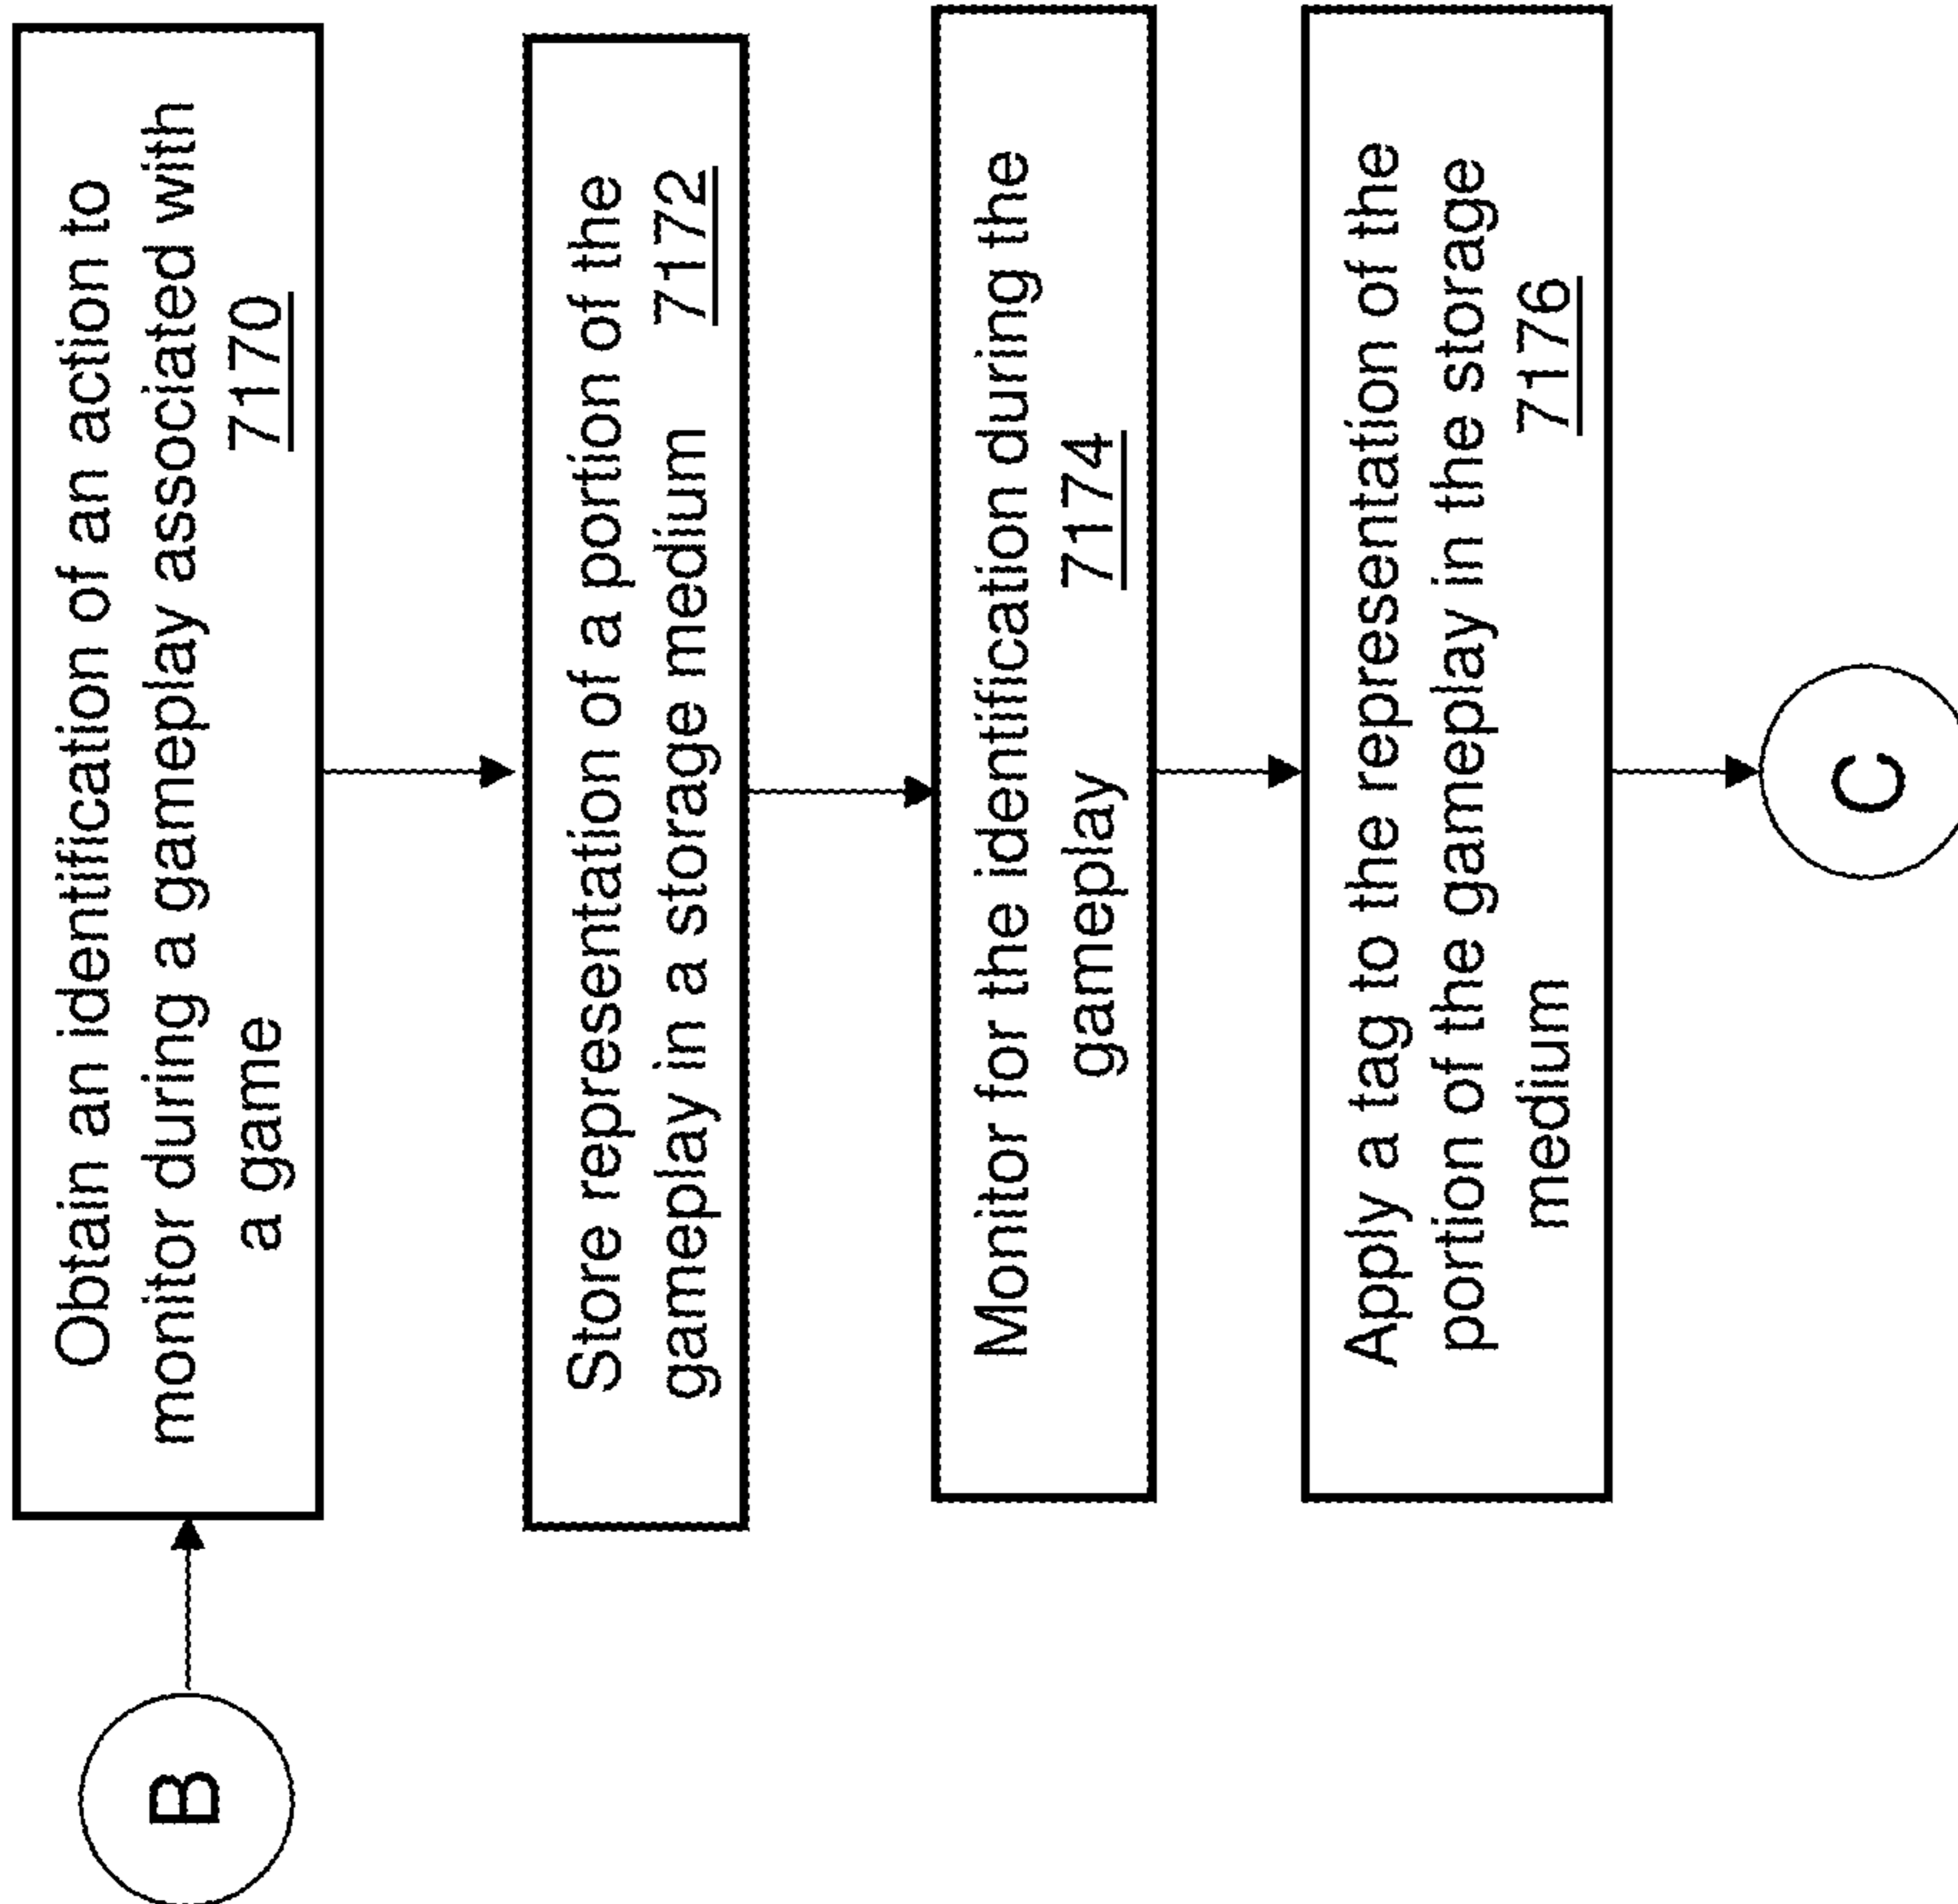 B
Obtain an identification of an action to
monitor during a gameplay associated with
a game 7170
Store representation of a portion of the
gameplay in a storage medium 7172
Monitor for the identification during the
gameplay 7174
Apply a tag to the representation of the
portion of the gameplay in the storage
medium 7176
C